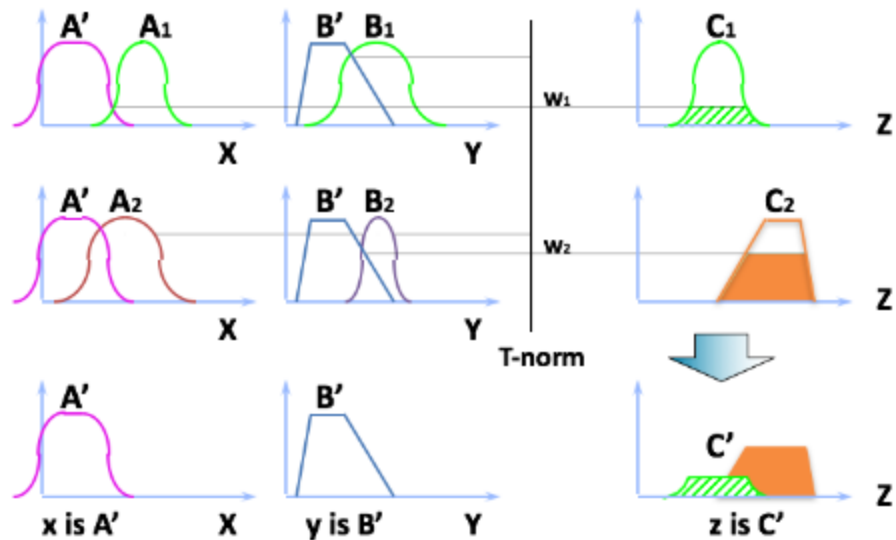 A' A₁ B' B₁ C₁
w₁
X Y Z
A' A₂ B' B₂ C₂
w₂
X Y Z
T-norm
A' B' C'
x is A' X y is B' Y z is C' Z